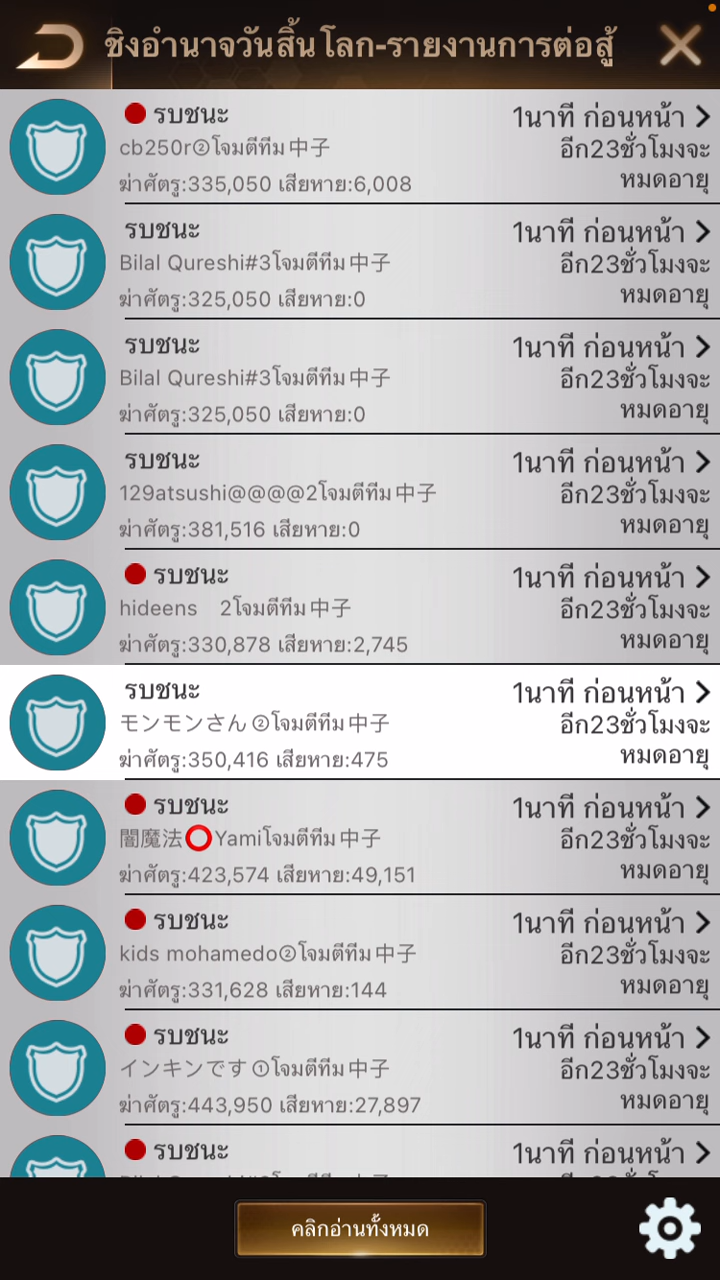 ชิงอำนาจวันสิ้นโลก-รายงานการต่อสู้
รบชนะ
1นาที ก่อนหน้า
cb250r②โจมตีทีม中子
อีก23ชั่วโมงจะ
หมดอายุ
ฆ่าศัตรู:335,050 เสียหาย:6,008
รบชนะ
1นาที ก่อนหน้า
Bilal Qureshi#3โจมตีทีม中子
อีก23ชั่วโมงจะ
หมดอายุ
ฆ่าศัตรู:325,050 เสียหาย:0
รบชนะ
1นาที ก่อนหน้า
Bilal Qureshi#3โจมตีทีม中子
อีก23ชั่วโมงจะ
หมดอายุ
ฆ่าศัตรู:325,050 เสียหาย:0
รบชนะ
1นาที ก่อนหน้า
129atsushi@@@@2โจมตีทีม中子
อีก23ชั่วโมงจะ
หมดอายุ
ฆ่าศัตรู:381,516 เสียหาย:0
รบชนะ
1นาที ก่อนหน้า
hideens　2โจมตีทีม中子
อีก23ชั่วโมงจะ
หมดอายุ
ฆ่าศัตรู:330,878 เสียหาย:2,745
รบชนะ
1นาที ก่อนหน้า
モンモンさん②โจมตีทีม中子
อีก23ชั่วโมงจะ
หมดอายุ
ฆ่าศัตรู:350,416 เสียหาย:475
รบชนะ
1นาที ก่อนหน้า
闇魔法⭕Yamiโจมตีทีม中子
อีก23ชั่วโมงจะ
หมดอายุ
ฆ่าศัตรู:423,574 เสียหาย:49,151
รบชนะ
1นาที ก่อนหน้า
kids mohamedo②โจมตีทีม中子
อีก23ชั่วโมงจะ
หมดอายุ
ฆ่าศัตรู:331,628 เสียหาย:144
รบชนะ
1นาที ก่อนหน้า
インキンです①โจมตีทีม中子
อีก23ชั่วโมงจะ
หมดอายุ
ฆ่าศัตรู:443,950 เสียหาย:27,897
รบชนะ
1นาที ก่อนหน้า
คลิกอ่านทั้งหมด